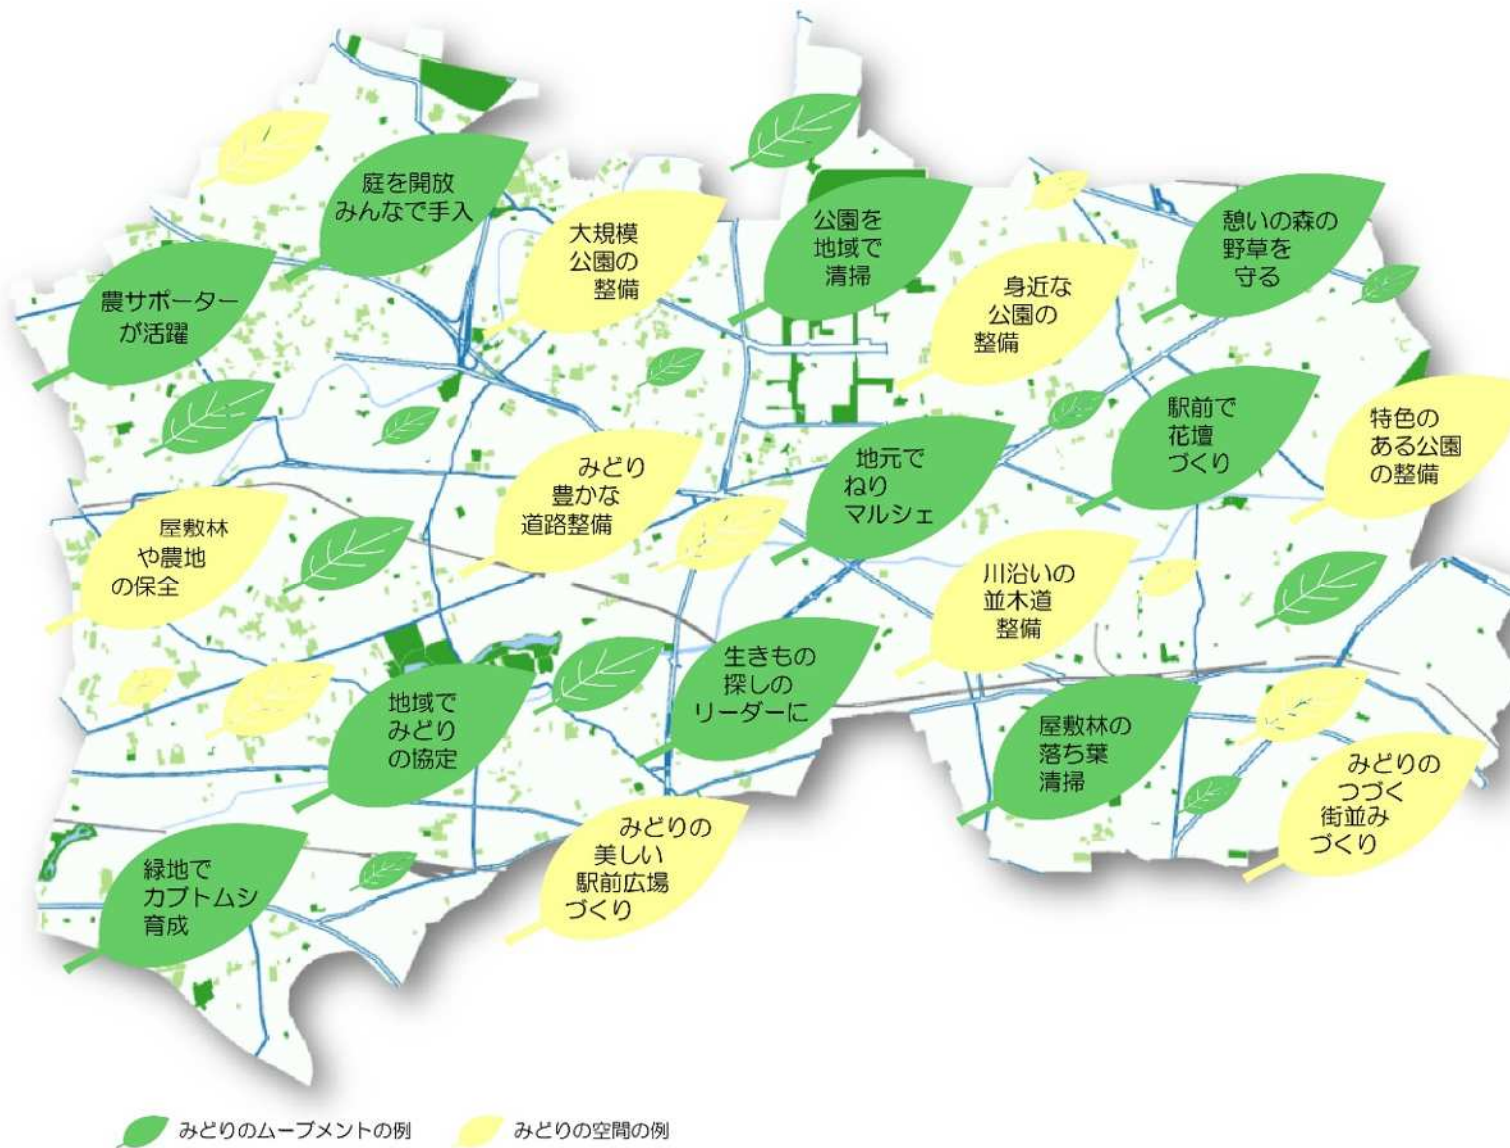 庭を開放
みんなで手入
大規模
公園の
整備
公園を
地域で
清掃
憩いの森の
野草を
守る
農サポーター
が活躍
身近な
公園の
整備
駅前で
花壇
づくり
特色の
ある公園
の整備
みどり
豊かな
道路整備
地元で
ねり
マルシェ
屋敷林
や農地
の保全
川沿いの
並木道
整備
生きもの
探しの
リーダーに
地域で
みどり
の協定
屋敷林の
落ち葉
清掃
みどりの
つづく
街並み
づくり
みどりの
美しい
駅前広場
づくり
緑地で
カブトムシ
育成
みどりのムーブメントの例
みどりの空間の例